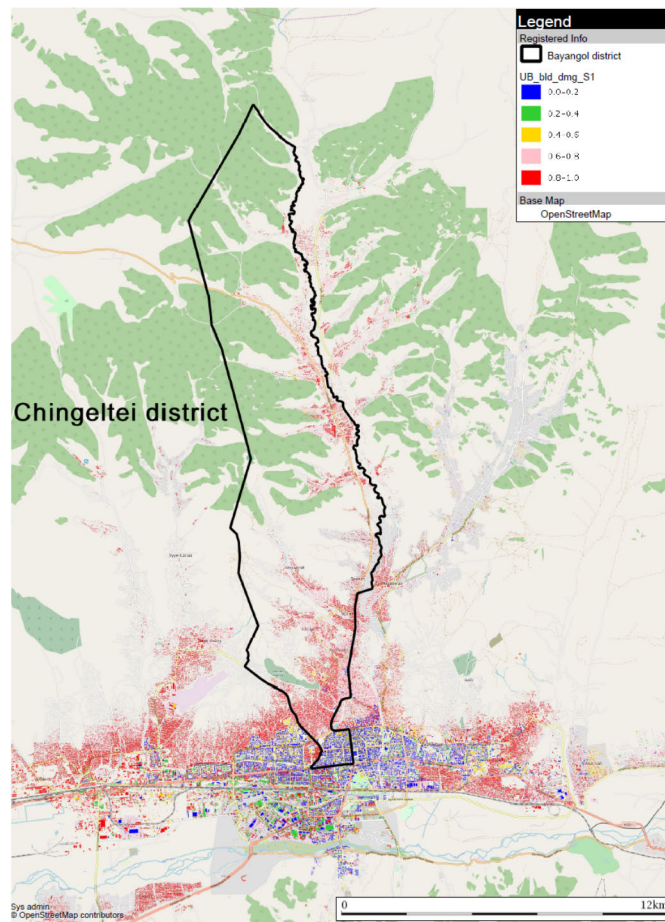 Legend
Registered Info
Bayangol district
UB_bld_dmg_S1
0.0-0.2
0.2-0.4
0.4-0.6
0.6-0.8
0.8-1.0
Base Map
OpenStreetMap
Chingeltei district
Sys admin
© OpenStreetMap contributors
0
12km